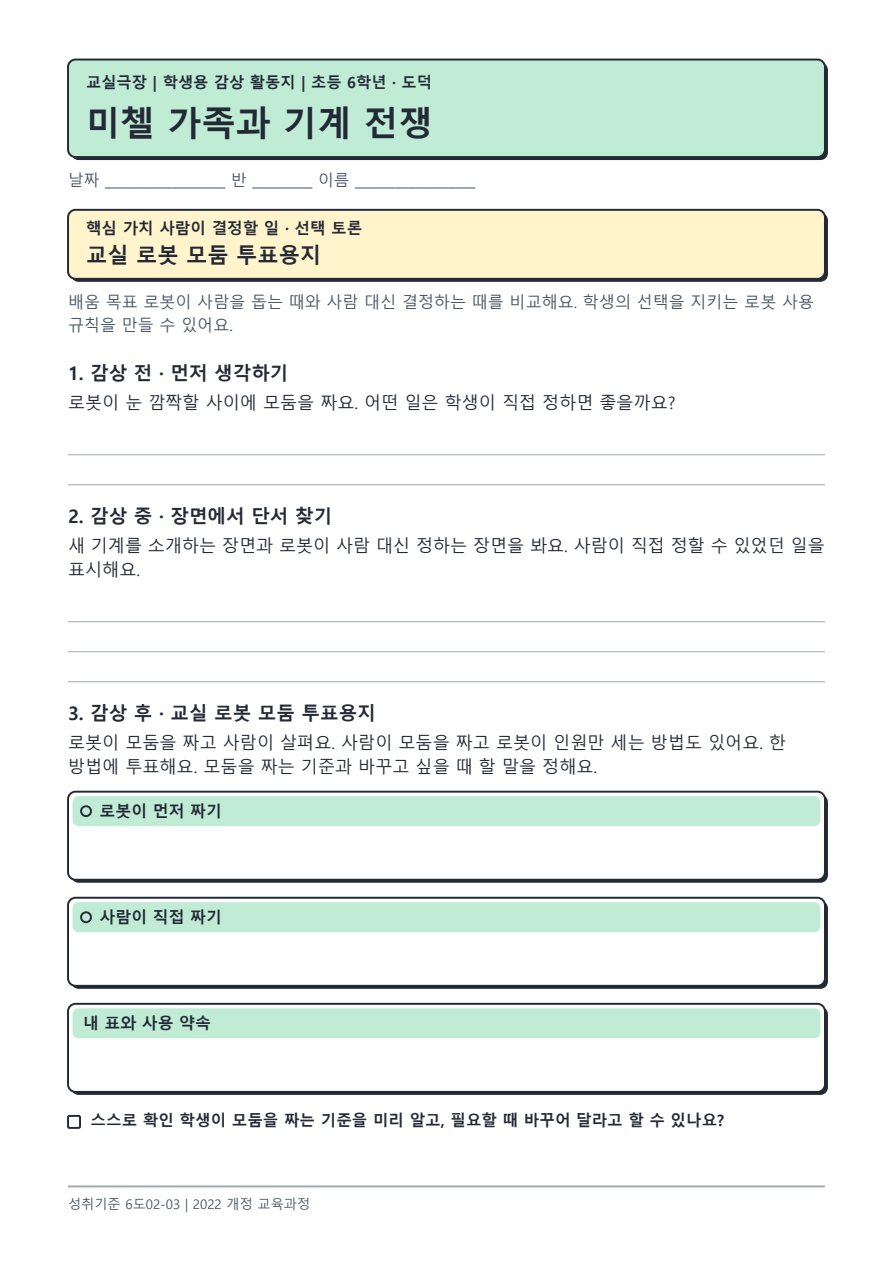 교실극장 | 학생용 감상 활동지 | 초등 6학년 · 도덕
미첼 가족과 기계 전쟁
날짜 _______________ 반 ________ 이름 _______________
핵심 가치 사람이 결정할 일 · 선택 토론
교실 로봇 모둠 투표용지
배움 목표 로봇이 사람을 돕는 때와 사람 대신 결정하는 때를 비교해요. 학생의 선택을 지키는 로봇 사용
규칙을 만들 수 있어요.
1. 감상 전 · 먼저 생각하기
로봇이 눈 깜짝할 사이에 모둠을 짜요. 어떤 일은 학생이 직접 정하면 좋을까요?
2. 감상 중 · 장면에서 단서 찾기
새 기계를 소개하는 장면과 로봇이 사람 대신 정하는 장면을 봐요. 사람이 직접 정할 수 있었던 일을
표시해요.
3. 감상 후 · 교실 로봇 모둠 투표용지
로봇이 모둠을 짜고 사람이 살펴요. 사람이 모둠을 짜고 로봇이 인원만 세는 방법도 있어요. 한
방법에 투표해요. 모둠을 짜는 기준과 바꾸고 싶을 때 할 말을 정해요.
로봇이 먼저 짜기
사람이 직접 짜기
내 표와 사용 약속
스스로 확인 학생이 모둠을 짜는 기준을 미리 알고, 필요할 때 바꾸어 달라고 할 수 있나요?
성취기준 6도02-03 | 2022 개정 교육과정